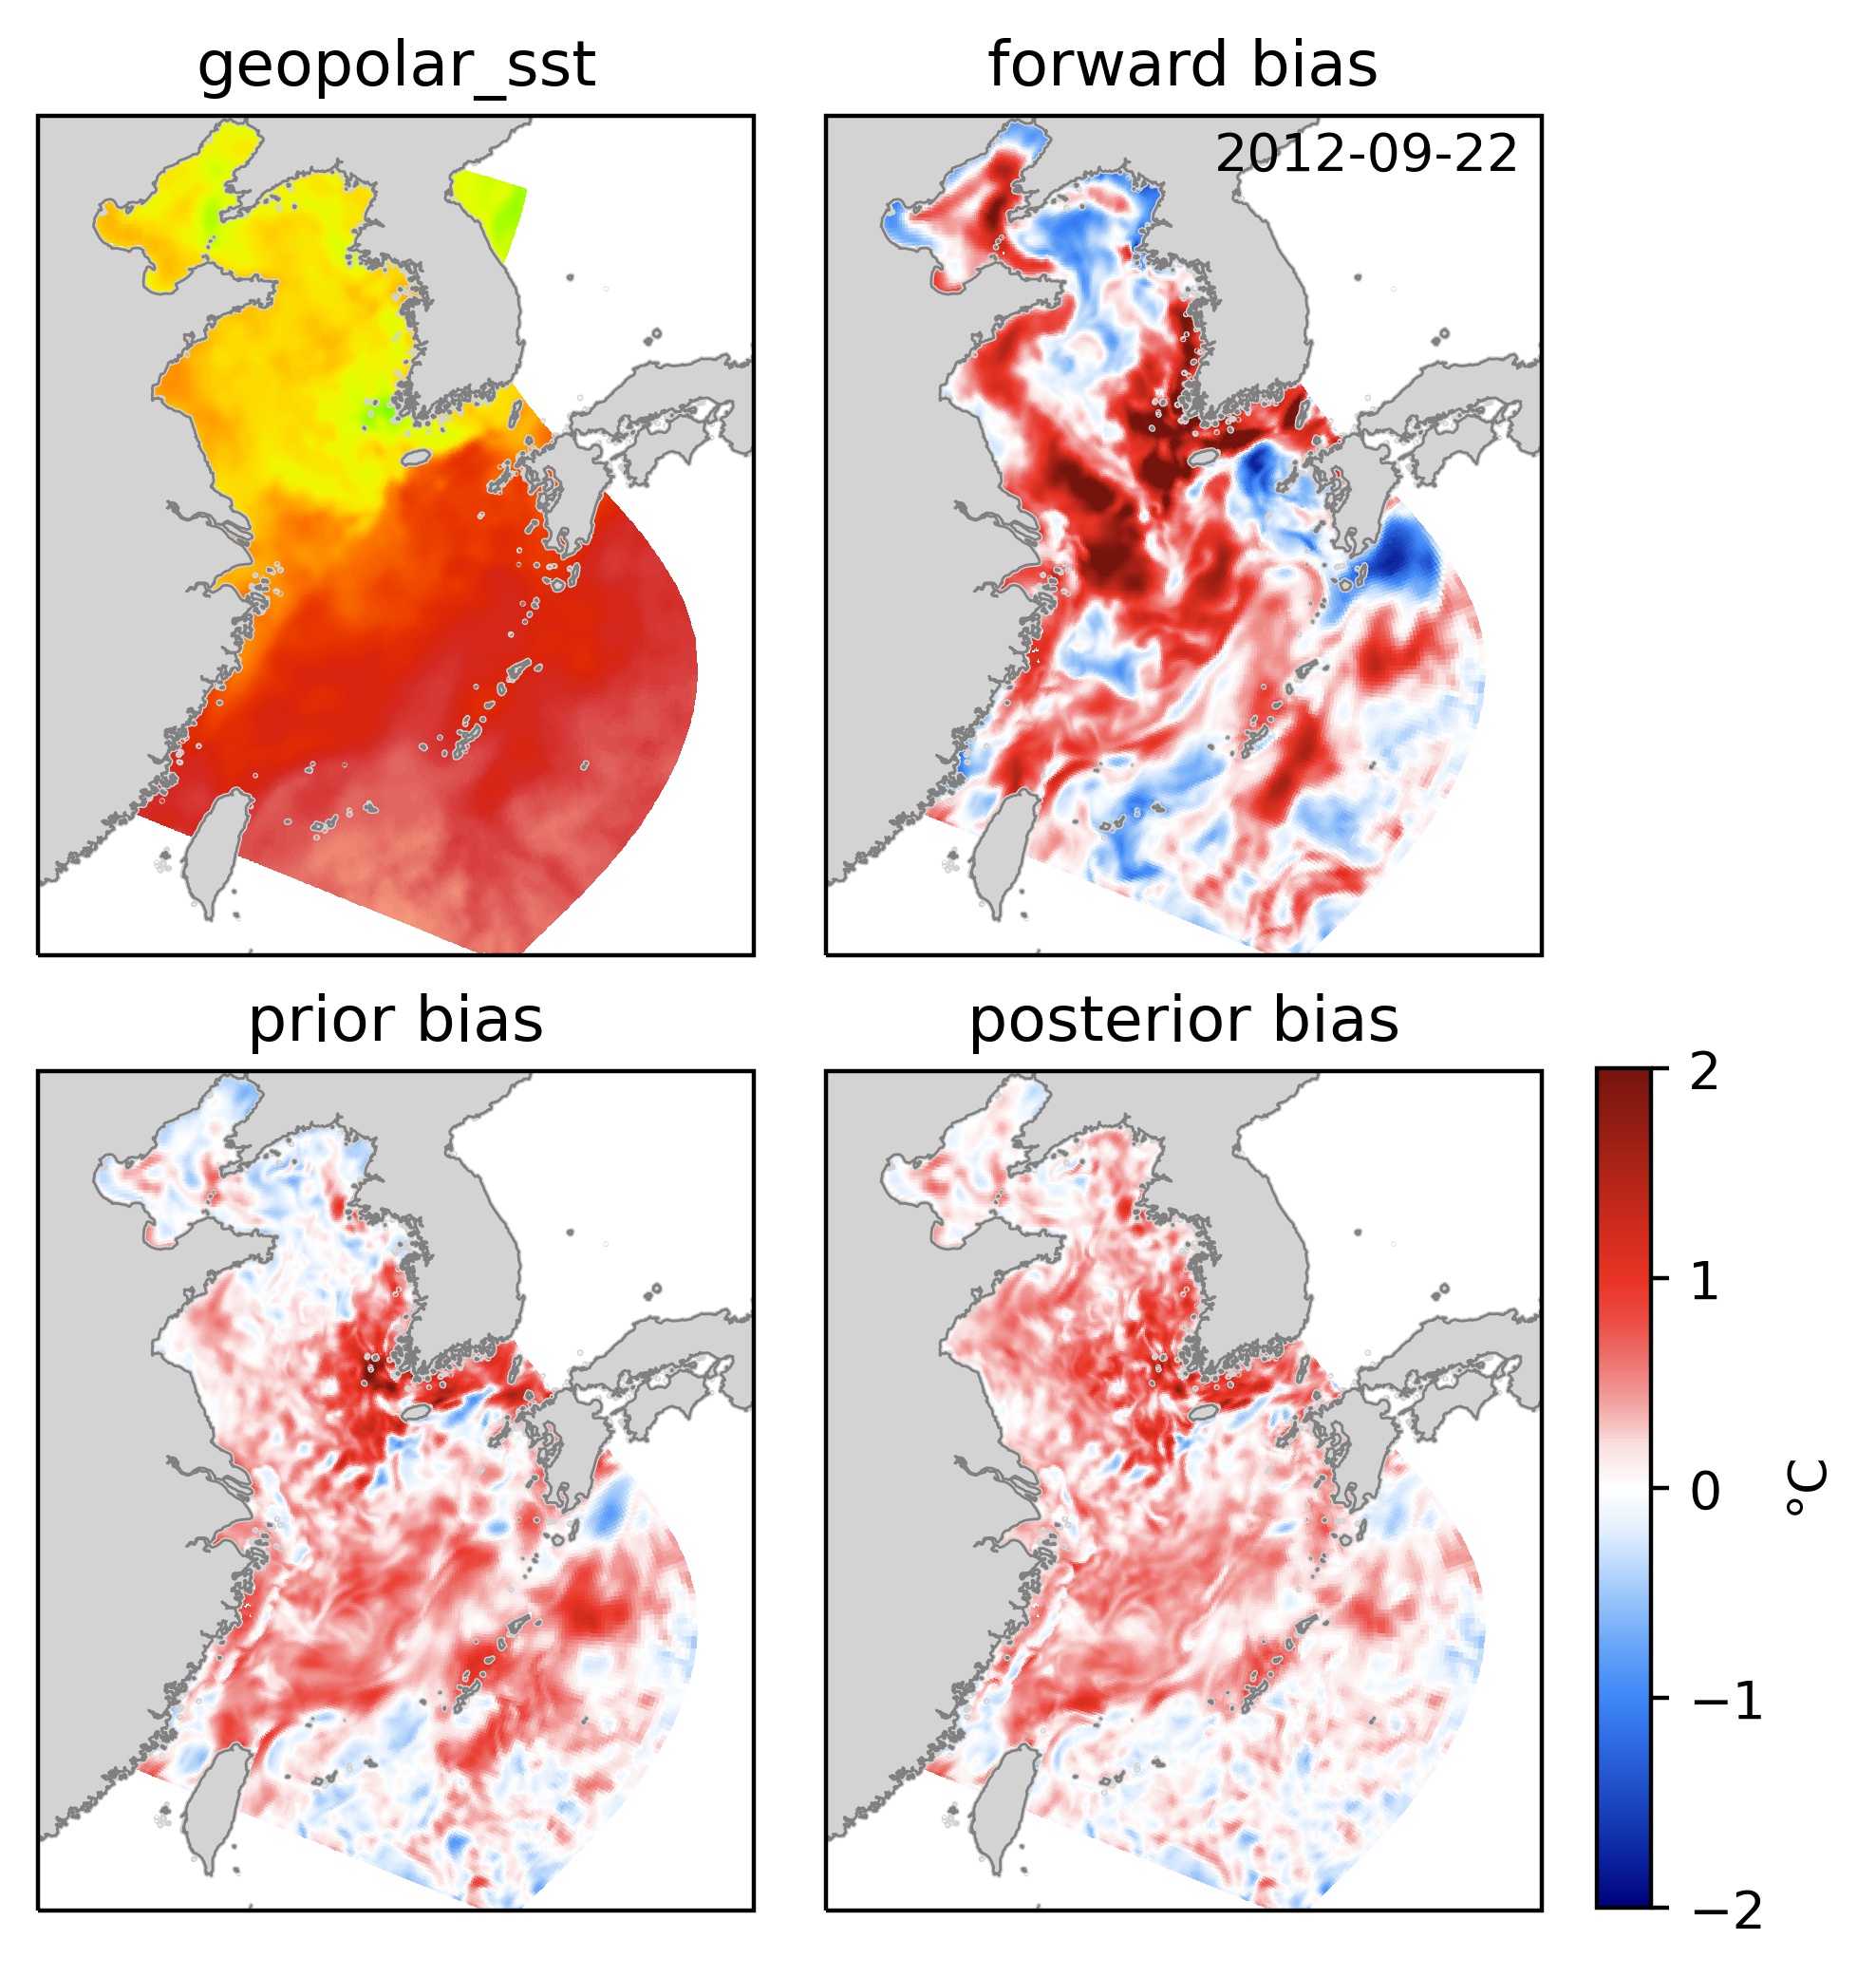 geopolar_sst
forward bias
2012-09-22
prior bias
posterior bias
2
1
0
−1
−2
°C